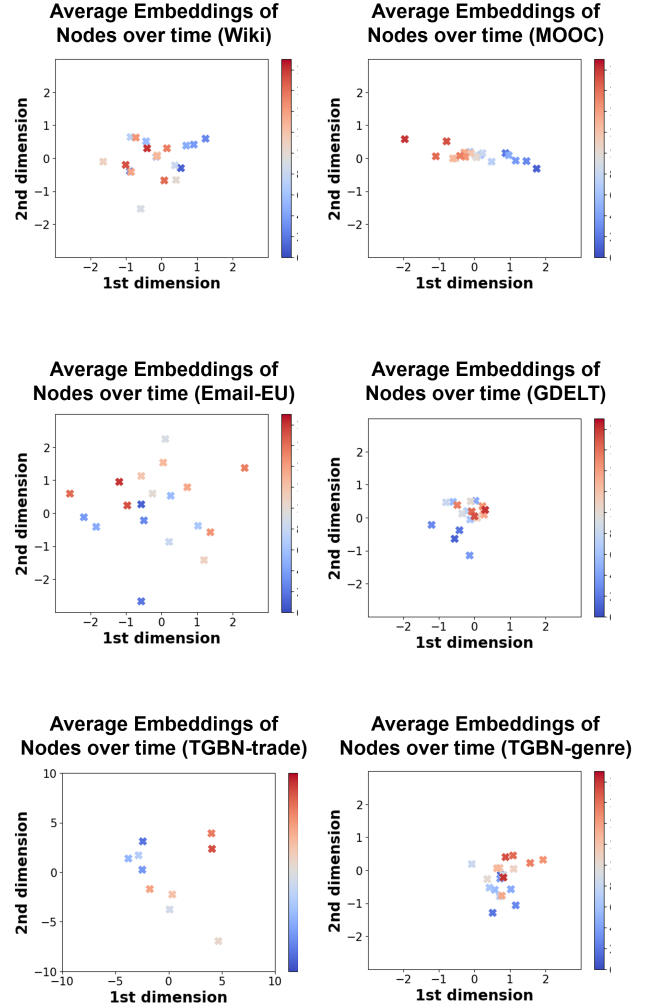 Average Embeddings of
Nodes over time (Wiki)
2
1
0
−1
−2
2nd dimension
−2 −1 0 1 2
1st dimension
Average Embeddings of
Nodes over time (MOOC)
2
1
0
−1
−2
2nd dimension
−2 −1 0 1 2
1st dimension
Average Embeddings of
Nodes over time (Email-EU)
2
1
0
−1
−2
2nd dimension
−2 −1 0 1 2
1st dimension
Average Embeddings of
Nodes over time (GDELT)
2
1
0
−1
−2
2nd dimension
−2 −1 0 1 2
1st dimension
Average Embeddings of
Nodes over time (TGBN-trade)
10
5
0
−5
−10
2nd dimension
−10 −5 0 5 10
1st dimension
Average Embeddings of
Nodes over time (TGBN-genre)
2
1
0
−1
−2
2nd dimension
−2 −1 0 1 2
1st dimension